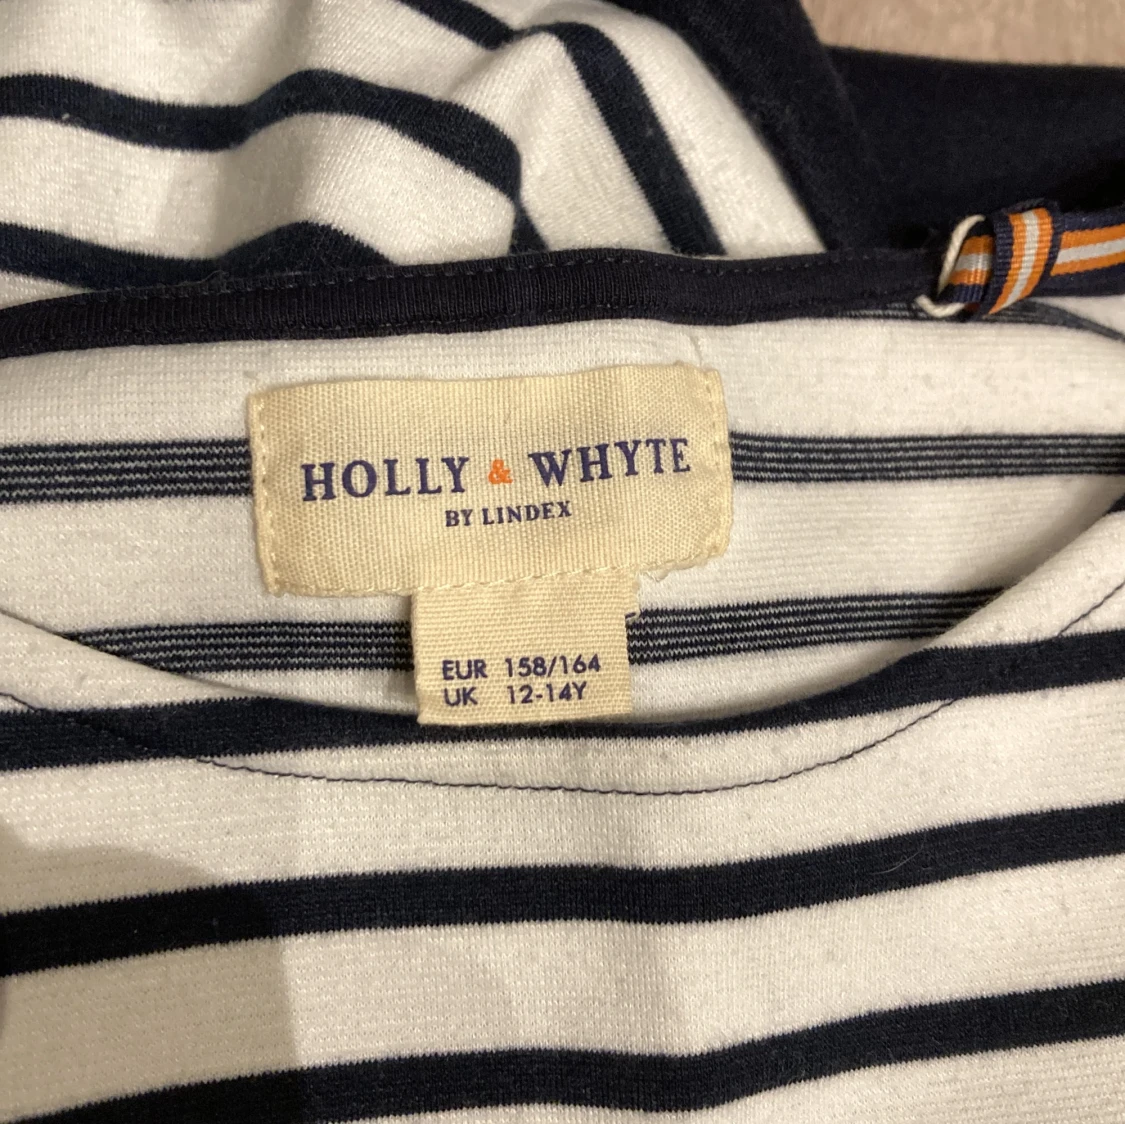 HOLLY & WHYTE
BY LINDEX
EUR 158/164
UK 12-14Y